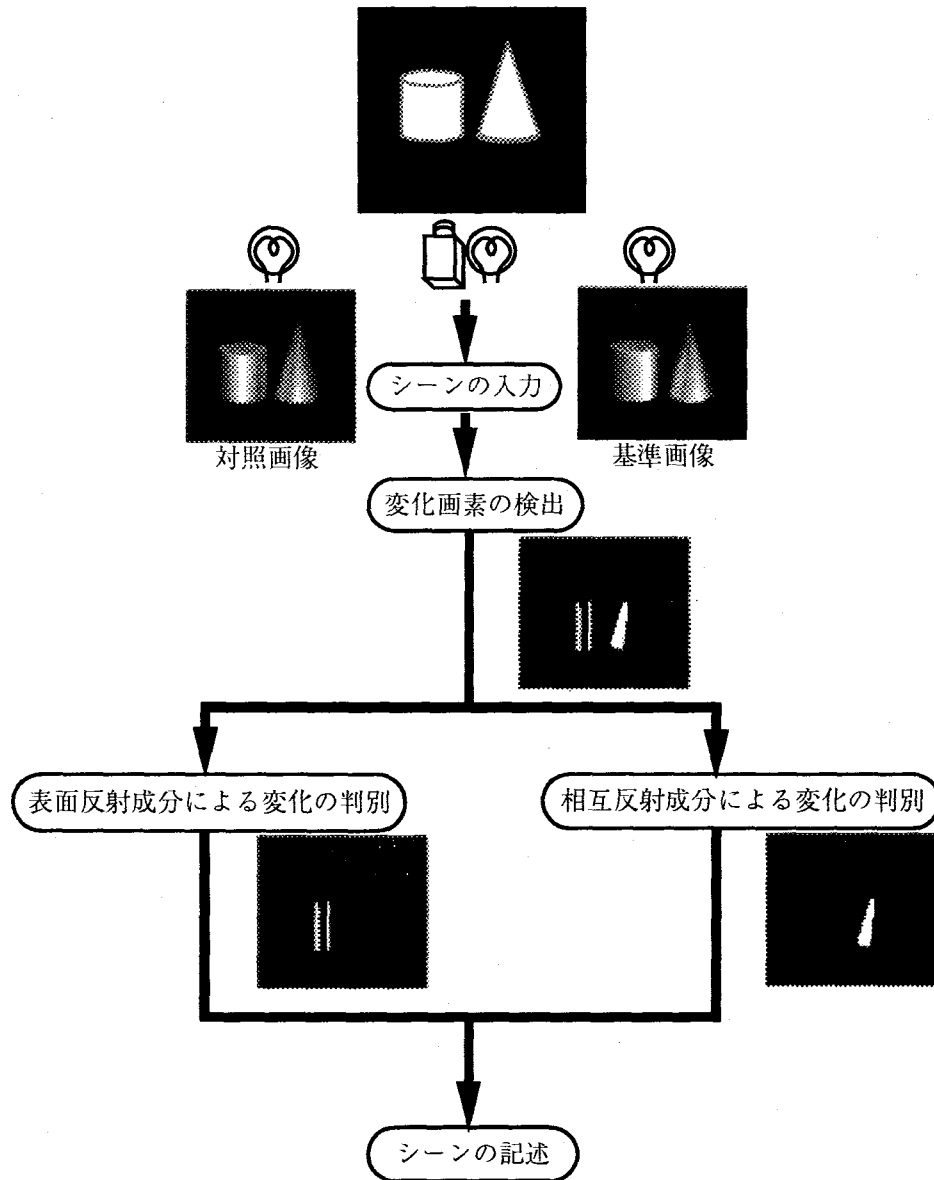 シーンの入力
対照画像
基準画像
変化画素の検出
表面反射成分による変化の判別
相互反射成分による変化の判別
シーンの記述